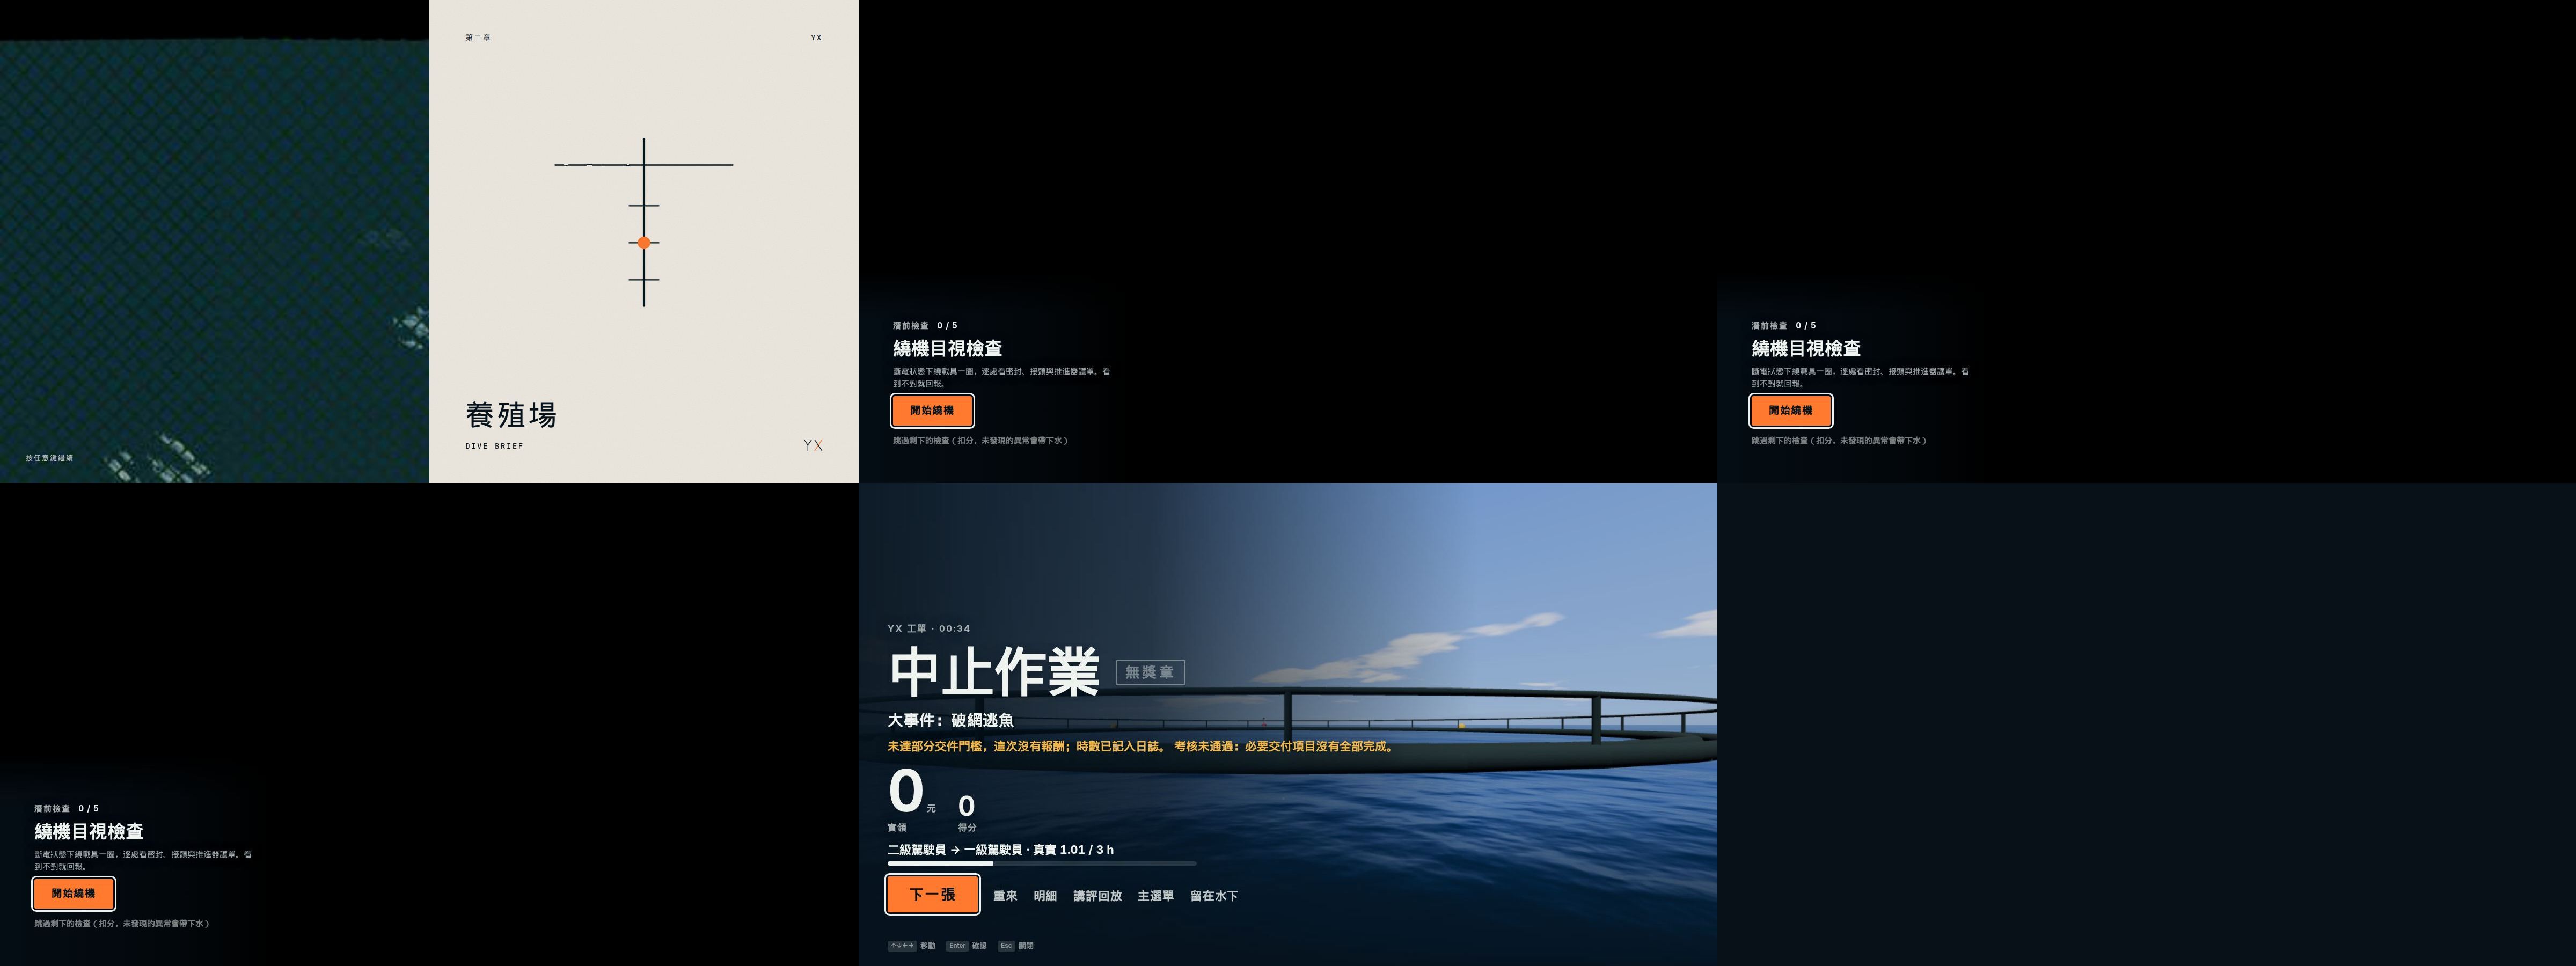 按任意鍵繼續
第二章
YX
養殖場
DIVE BRIEF
YX
潛前檢查 0 / 5
繞機目視檢查
斷電狀態下繞載具一圈，逐處看密封、接頭與推進器護罩。看
到不對就回報。
開始繞機
跳過剩下的檢查（扣分，未發現的異常會帶下水）
潛前檢查 0 / 5
繞機目視檢查
斷電狀態下繞載具一圈，逐處看密封、接頭與推進器護罩。看
到不對就回報。
開始繞機
跳過剩下的檢查（扣分，未發現的異常會帶下水）
潛前檢查 0 / 5
繞機目視檢查
斷電狀態下繞載具一圈，逐處看密封、接頭與推進器護罩。看
到不對就回報。
開始繞機
跳過剩下的檢查（扣分，未發現的異常會帶下水）
YX 工單 · 00:34
中止作業 無獎章
大事件：破網逃魚
未達部分交件門檻，這次沒有報酬；時數已記入日誌。 考核未通過：必要交付項目沒有全部完成。
0 元 0
實領 得分
二級駕駛員 → 一級駕駛員 · 真實 1.01 / 3 h
下一張 重來 明細 講評回放 主選單 留在水下
↑↓←→ 移動 Enter 確認 Esc 關閉